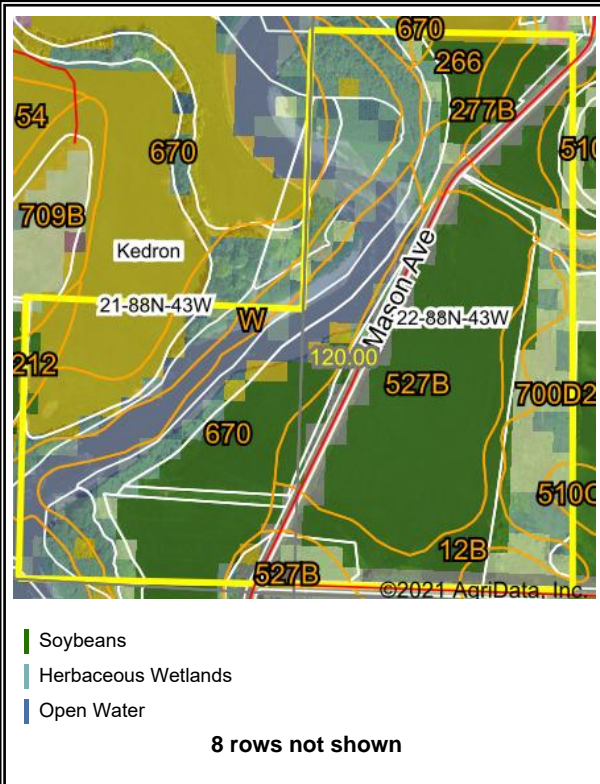 670
266
277B
54
670
510
709B
Kedron
21-88N-43W
W
Mason Ave
22-88N-43W
212
120.00
527B
700D2
670
510C
12B
527B
©2021 AgriData, Inc.
Soybeans
Herbaceous Wetlands
Open Water
8 rows not shown